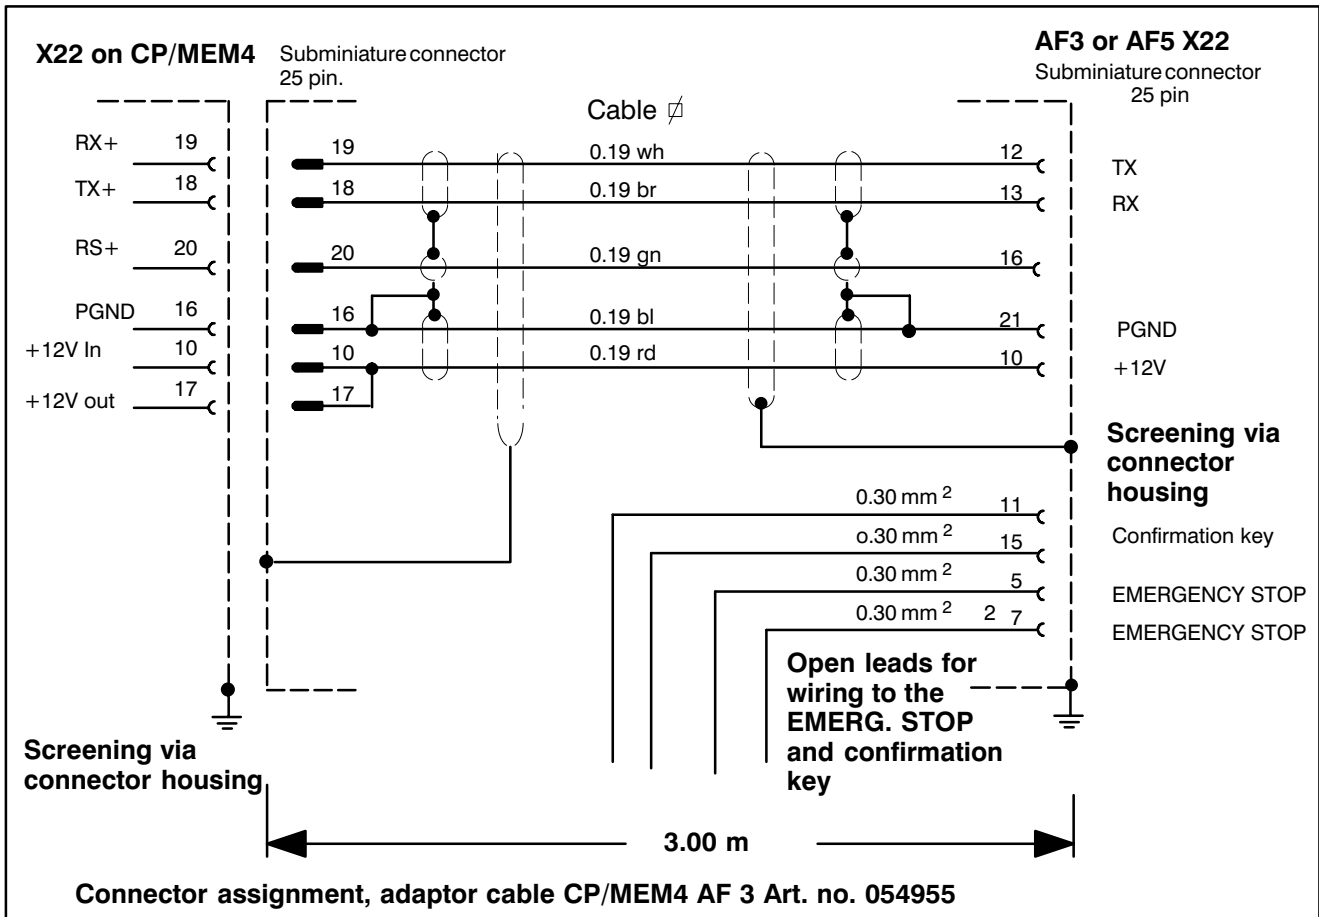 X22 on CP/MEM4
Subminiature connector
25 pin.
AF3 or AF5 X22
Subminiature connector
25 pin
Cable
RX+ 19 19 0.19 wh 12 TX
TX+ 18 18 0.19 br 13 RX
RS+ 20 20 0.19 gn 16
PGND 16 16 0.19 bl 21 PGND
+12V In 10 10 0.19 rd 10 +12V
+12V out 17 17
Screening via
connector
housing
0.30 mm 2 11
o.30 mm 2 15
Confirmation key
0.30 mm 2 5 EMERGENCY STOP
0.30 mm 2 2 7 EMERGENCY STOP
Open leads for
wiring to the
EMERG. STOP
and confirmation
key
Screening via
connector housing
3.00 m
Connector assignment, adaptor cable CP/MEM4 AF 3 Art. no. 054955